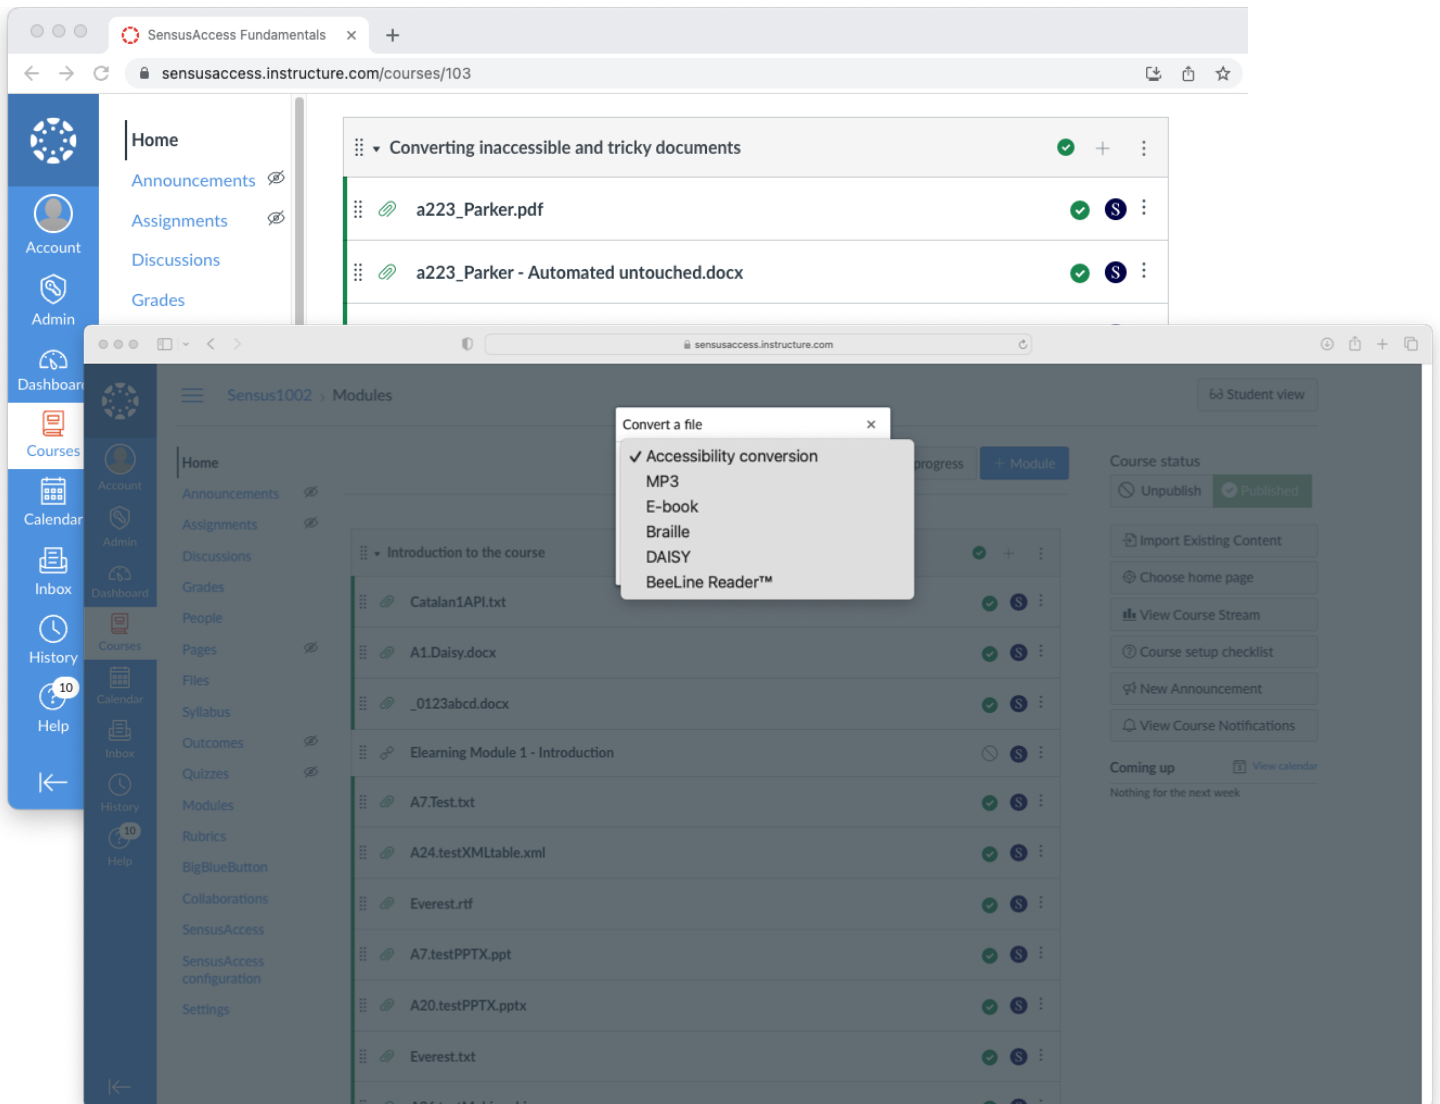 SensusAccess Fundamentals
sensusaccess.instructure.com/courses/103
Account
Admin
Dashboar
Courses
Calendar
Inbox
History
10
Help
Home
Announcements
Assignments
Discussions
Grades
Converting inaccessible and tricky documents
a223_Parker.pdf
S
a223_Parker - Automated untouched.docx
S
sensusaccess.instructure.com
Account
Admin
Dashboard
Courses
Calendar
Inbox
History
10
Help
Sensus1002 › Modules
Student view
Home
Announcements
Assignments
Discussions
Grades
People
Pages
Files
Syllabus
Outcomes
Quizzes
Modules
Rubrics
BigBlueButton
Collaborations
SensusAccess
SensusAccess
configuration
Settings
Convert a file
✓ Accessibility conversion
MP3
E-book
Braille
DAISY
BeeLine Reader™
progress
+ Module
Introduction to the course
Catalan1API.txt
S
A1.Daisy.docx
S
_0123abcd.docx
S
Elearning Module 1 - Introduction
S
A7.Test.txt
S
A24.testXMLtable.xml
S
Everest.rtf
S
A7.testPPTX.ppt
S
A20.testPPTX.pptx
S
Everest.txt
S
Course status
Unpublish
Published
Import Existing Content
Choose home page
View Course Stream
Course setup checklist
New Announcement
View Course Notifications
Coming up
View calendar
Nothing for the next week